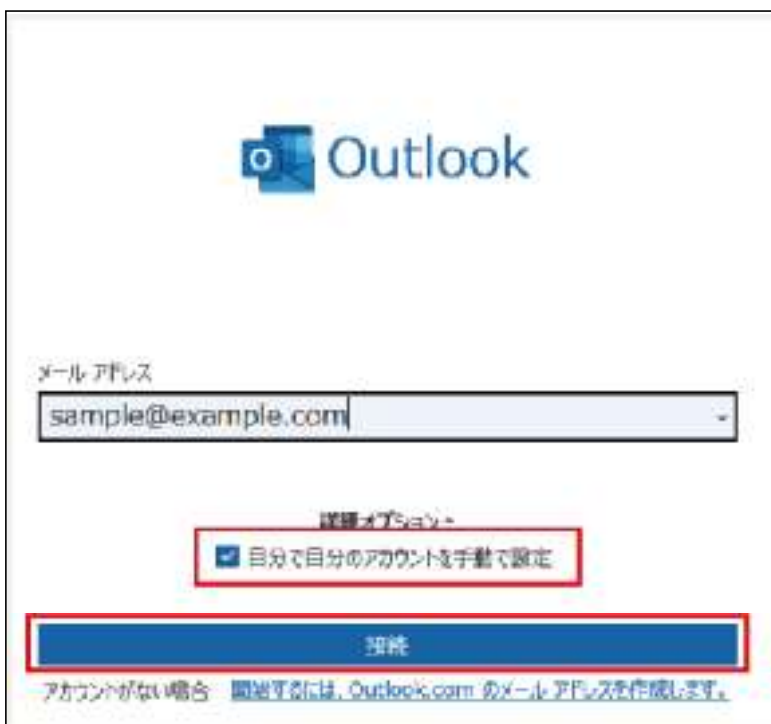 Outlook
メール アドレス
sample@example.com
詳細オプション
自分で自分のアカウントを手動で設定
接続
アカウントがない場合 開始するには、Outlook.com のメール アドレスを作成します。